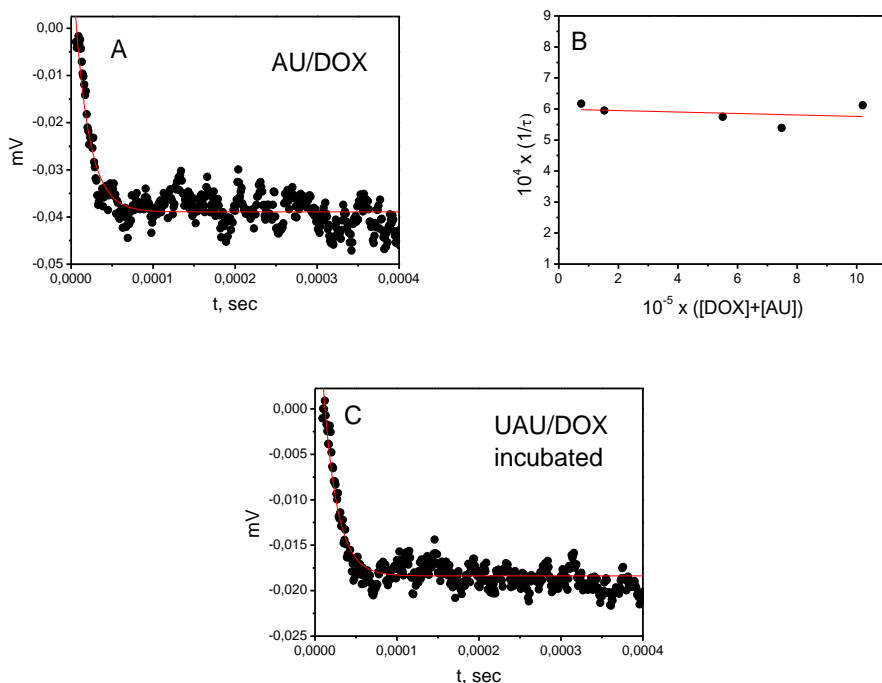 A
AU/DOX
0,00
-0,01
-0,02
-0,03
-0,04
-0,05
mV
0,0000 0,0001 0,0002 0,0003 0,0004
t, sec
B
9
8
7
6
5
4
3
2
1
10⁴ x (1/τ)
0 2 4 6 8 10
10⁻⁵ x ([DOX]+[AU])
C
UAU/DOX
incubated
0,000
-0,005
-0,010
-0,015
-0,020
-0,025
mV
0,0000 0,0001 0,0002 0,0003 0,0004
t, sec